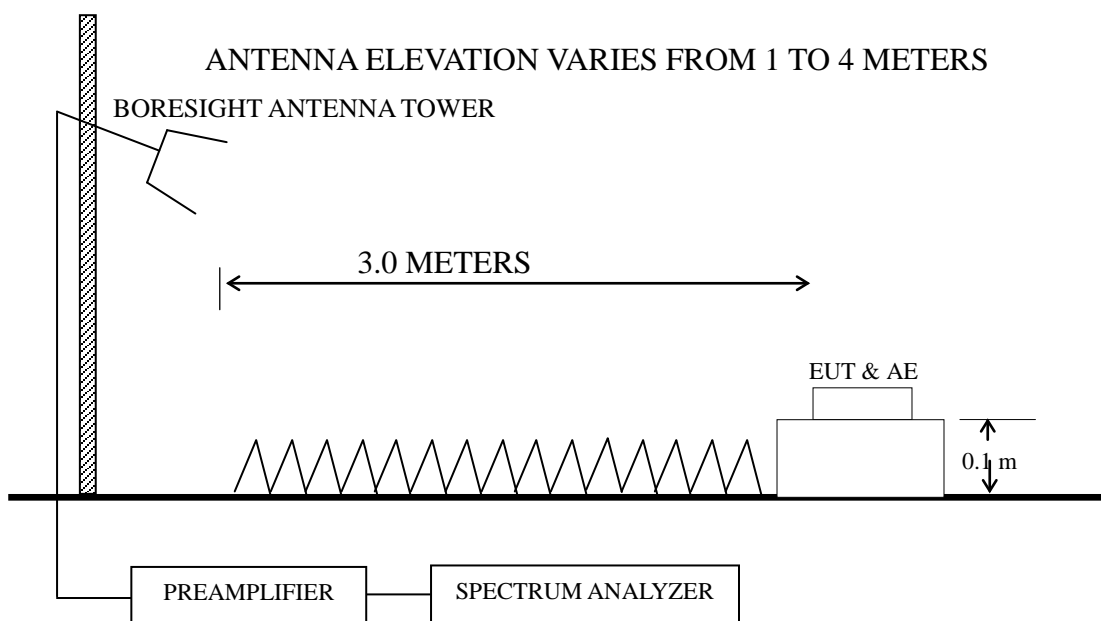 ANTENNA ELEVATION VARIES FROM 1 TO 4 METERS
BORESIGHT ANTENNA TOWER
3.0 METERS
EUT & AE
0.1 m
PREAMPLIFIER
SPECTRUM ANALYZER